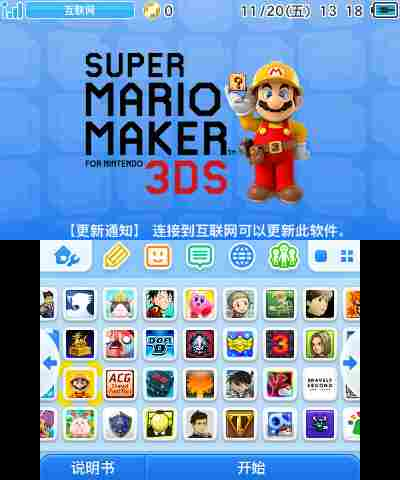 互联网
0
11/20(五) 13 18
SUPER
MARIO
MAKER™
FOR NINTENDO
3DS
【更新通知】 连接到互联网可以更新此软件。
3
ACG
BRAVELY
SECOND
说明书
开始